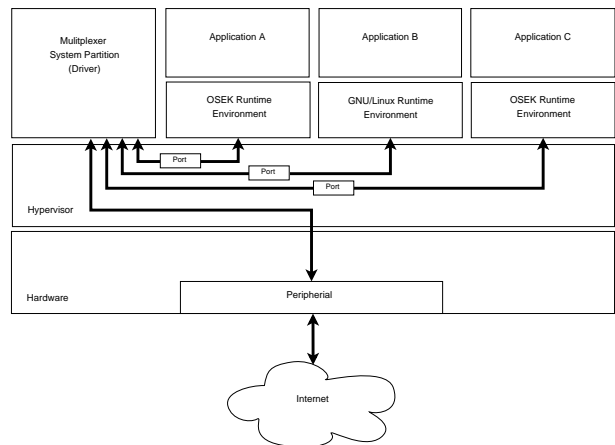 Mulitplexer
System Partition
(Driver)
Application A
Application B
Application C
OSEK Runtime
Environment
GNU/Linux Runtime
Environment
OSEK Runtime
Environment
Port
Port
Port
Hypervisor
Hardware
Peripherial
Internet